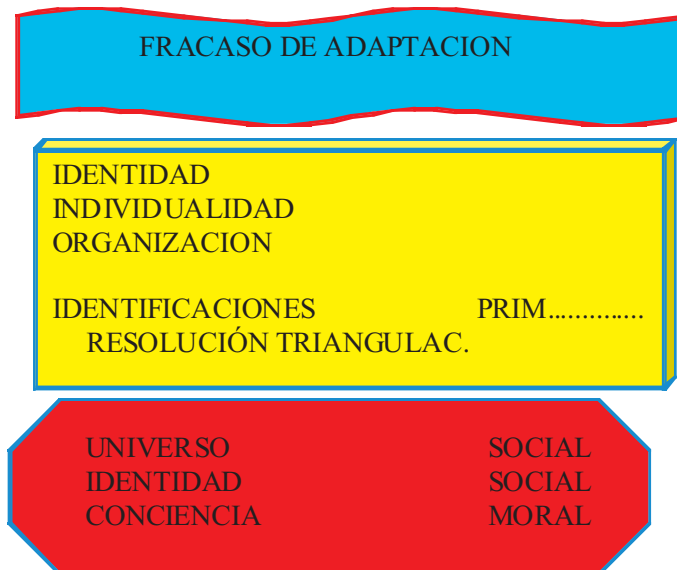 FRACASO DE ADAPTACION
IDENTIDAD
INDIVIDUALIDAD
ORGANIZACION
IDENTIFICACIONES PRIM.............
RESOLUCIÓN TRIANGULAC.
UNIVERSO SOCIAL
IDENTIDAD SOCIAL
CONCIENCIA MORAL